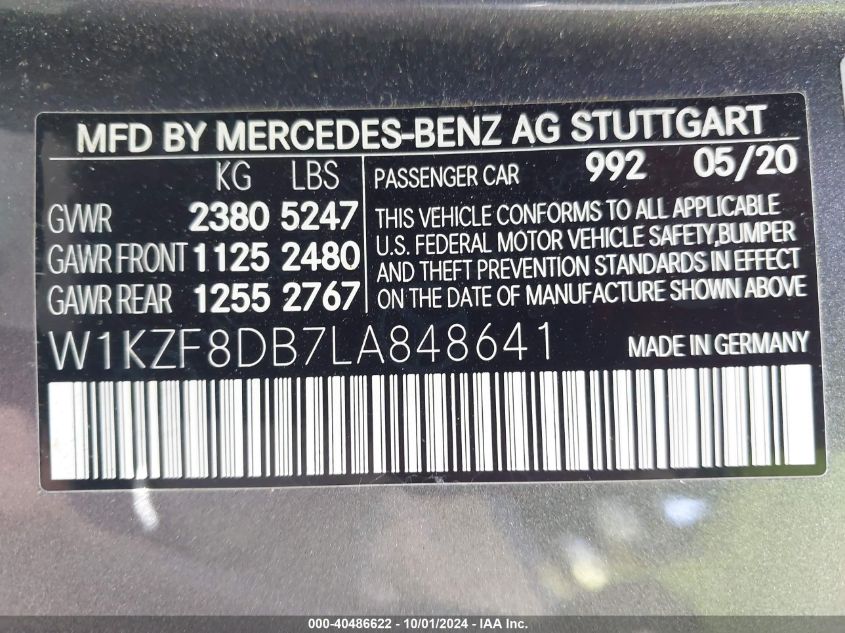 MFD BY MERCEDES-BENZ AG STUTTGART
KG LBS
GVWR 2380 5247
GAWR FRONT 1125 2480
GAWR REAR 1255 2767
PASSENGER CAR 992 05/20
THIS VEHICLE CONFORMS TO ALL APPLICABLE
U.S. FEDERAL MOTOR VEHICLE SAFETY,BUMPER
AND THEFT PREVENTION STANDARDS IN EFFECT
ON THE DATE OF MANUFACTURE SHOWN ABOVE
W1KZF8DB7LA848641 MADE IN GERMANY
000-40486622 - 10/01/2024 - IAA Inc.